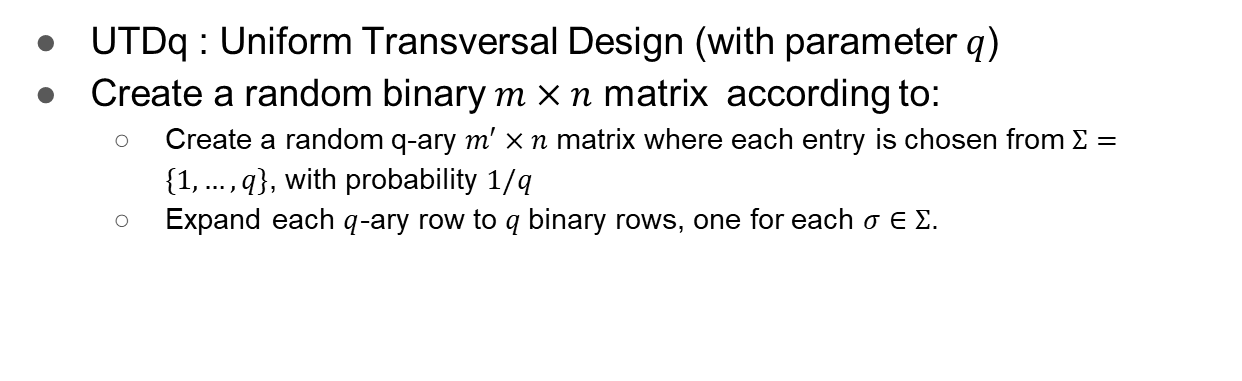 ● UTDq : Uniform Transversal Design (with parameter q)
● Create a random binary m × n matrix according to:
○ Create a random q-ary m′ × n matrix where each entry is chosen from Σ =
{1, … , q}, with probability 1/q
○ Expand each q-ary row to q binary rows, one for each σ ∈ Σ.